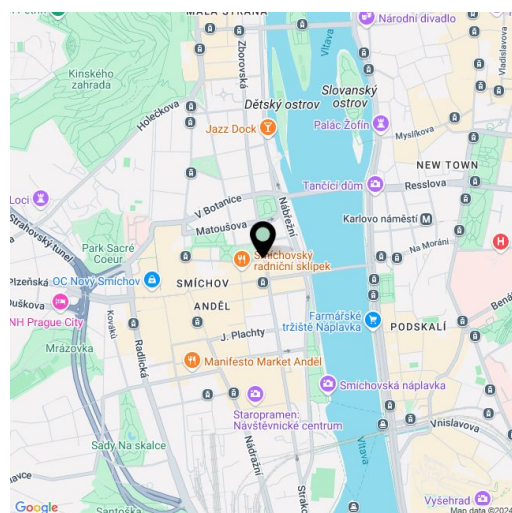 MALÁ STRANA
Národní divadlo
Zborovská
Vltava
Vladislavova
Kinského
zahrada
Holečkova
Dětský ostrov
Slovanský
ostrov
Jazz Dock
Palác Žofín
Myslíkova
NEW TOWN
Tančící dům
Resslova
Loci
V Botanice
Nábřežní
Karlovo náměstí
Matoušova
Strahovský tunel
Na Moráni
H
Park Sacré
Coeur
Smíchovský
radniční sklípek
Plzeňská
OC Nový Smíchov
SMÍCHOV
Duškova
ANDĚL
Farmářské
tržiště Náplavka
NH Prague City
Kováků
J. Plachty
PODSKALÍ
Mrázovka
Radlická
Manifesto Market Anděl
Smíchovská náplavka
Staropramen:
Návštěvnické centrum
Vnislavova
Sady Na skalce
Nádražní
Vltava
Vyšehrad
Santoška
Google
Map data ©2024